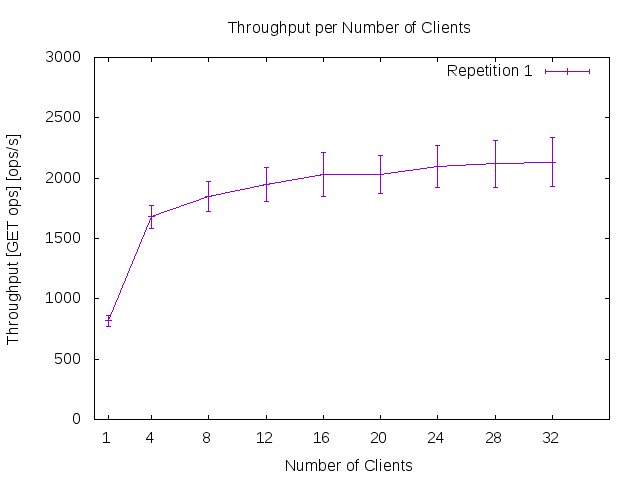 Throughput per Number of Clients
3000
2500
2000
1500
1000
500
0
Throughput [GET ops] [ops/s]
Repetition 1
1 4 8 12 16 20 24 28 32
Number of Clients